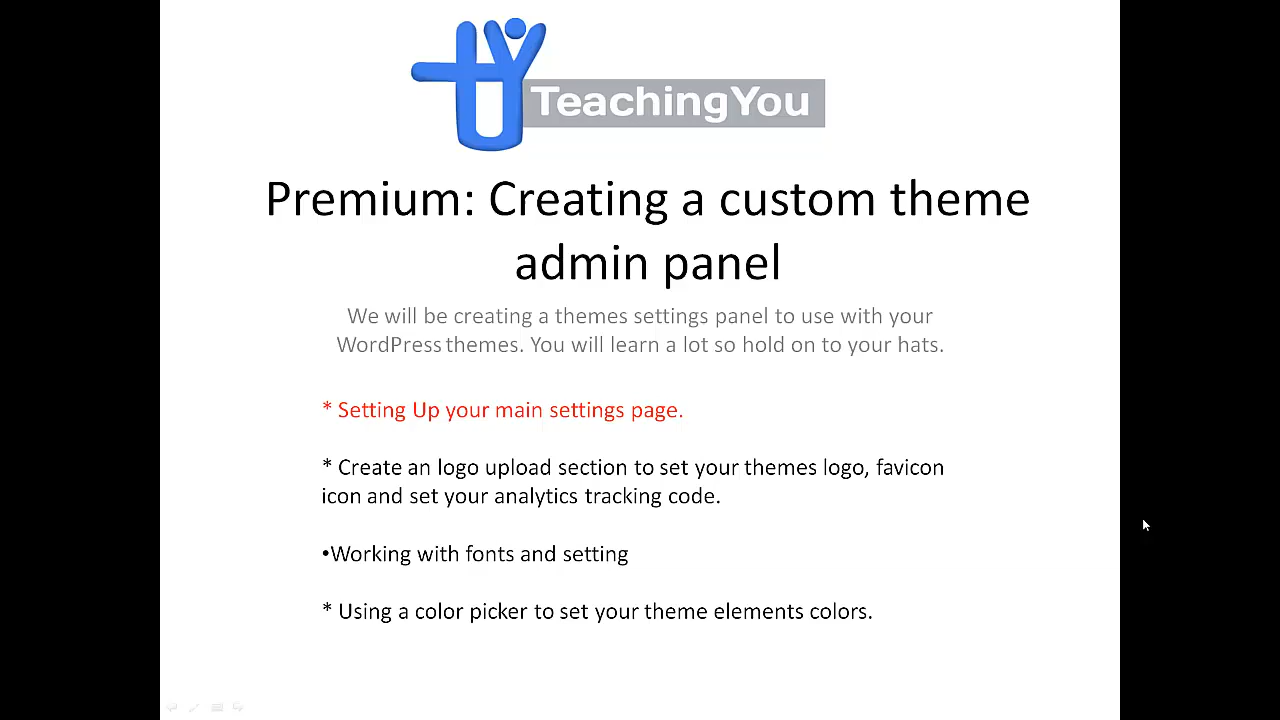 TeachingYou
Premium: Creating a custom theme
admin panel
We will be creating a themes settings panel to use with your
WordPress themes. You will learn a lot so hold on to your hats.
* Setting Up your main settings page.
* Create an logo upload section to set your themes logo, favicon
icon and set your analytics tracking code.
•Working with fonts and setting
* Using a color picker to set your theme elements colors.